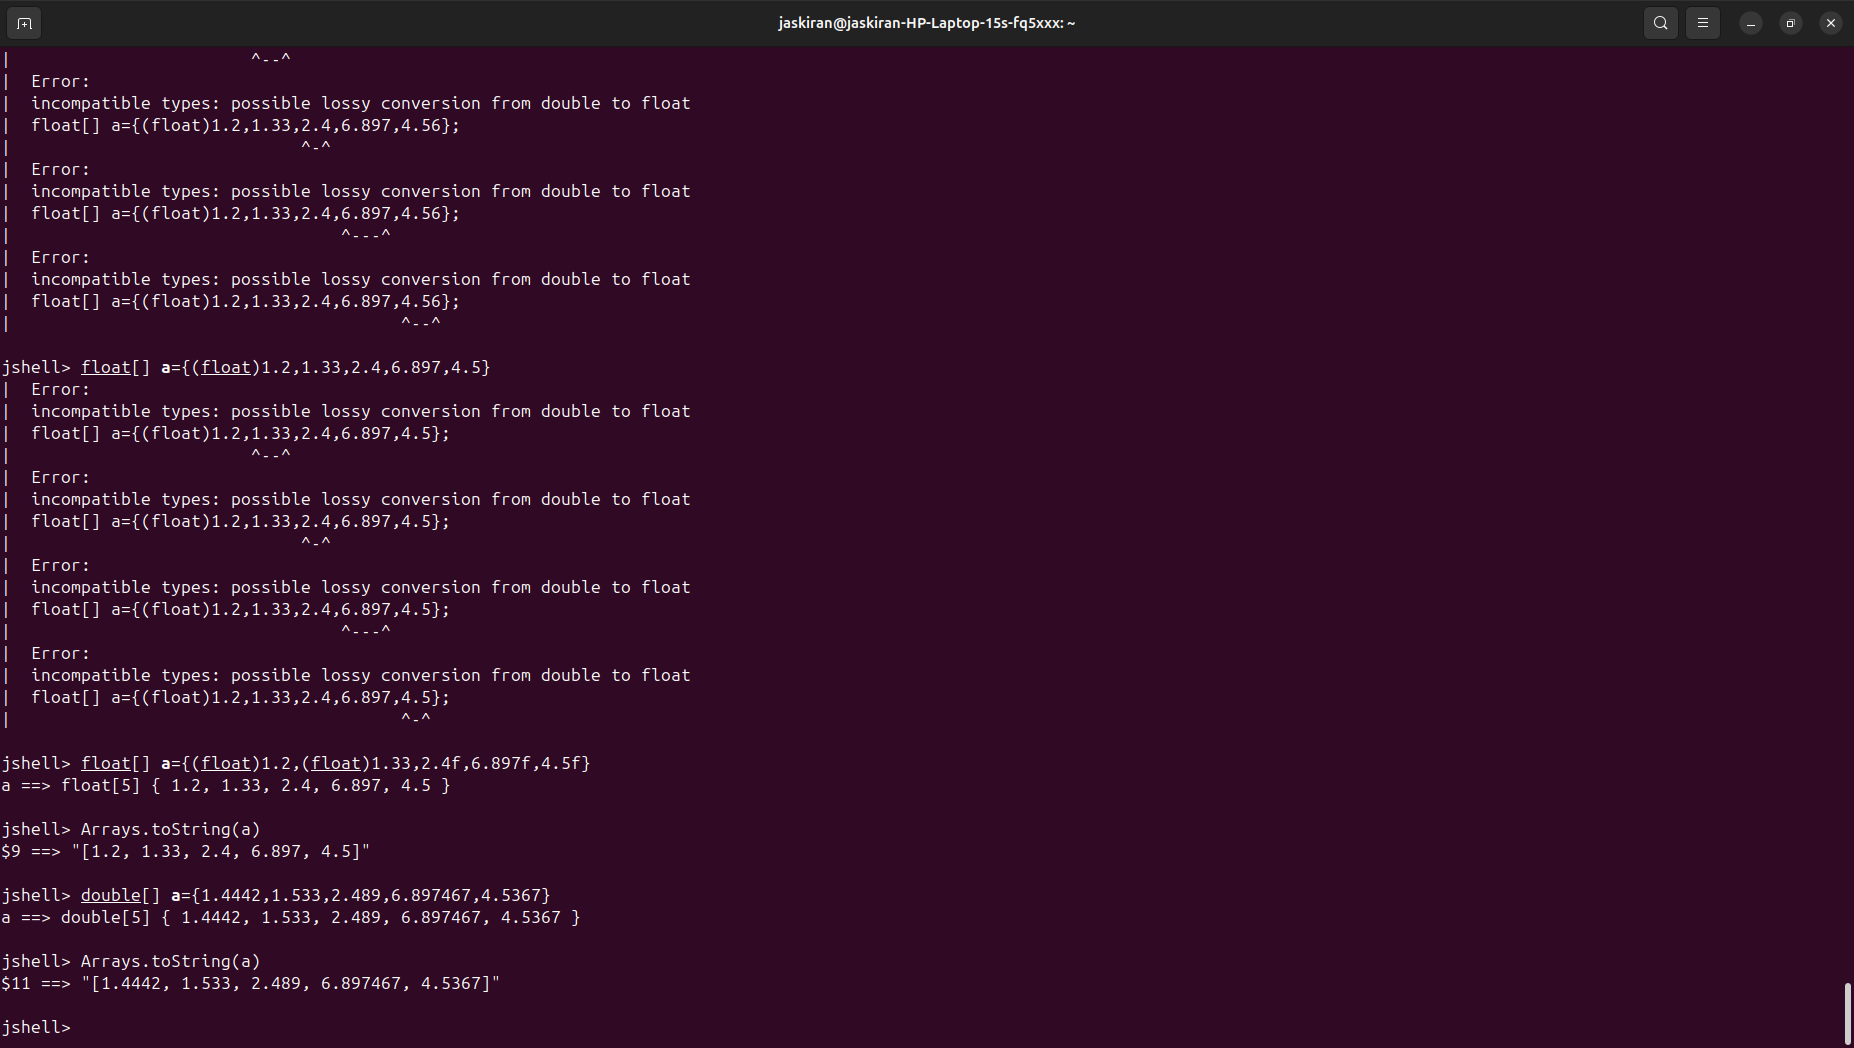 jaskiran@jaskiran-HP-Laptop-15s-fq5xxx: ~
|                        ^--^
|  Error:
|  incompatible types: possible lossy conversion from double to float
|  float[] a={(float)1.2,1.33,2.4,6.897,4.56};
|                             ^-^
|  Error:
|  incompatible types: possible lossy conversion from double to float
|  float[] a={(float)1.2,1.33,2.4,6.897,4.56};
|                                 ^---^
|  Error:
|  incompatible types: possible lossy conversion from double to float
|  float[] a={(float)1.2,1.33,2.4,6.897,4.56};
|                                       ^--^
jshell> float[] a={(float)1.2,1.33,2.4,6.897,4.5}
|  Error:
|  incompatible types: possible lossy conversion from double to float
|  float[] a={(float)1.2,1.33,2.4,6.897,4.5};
|                        ^--^
|  Error:
|  incompatible types: possible lossy conversion from double to float
|  float[] a={(float)1.2,1.33,2.4,6.897,4.5};
|                             ^-^
|  Error:
|  incompatible types: possible lossy conversion from double to float
|  float[] a={(float)1.2,1.33,2.4,6.897,4.5};
|                                 ^---^
|  Error:
|  incompatible types: possible lossy conversion from double to float
|  float[] a={(float)1.2,1.33,2.4,6.897,4.5};
|                                       ^-^
jshell> float[] a={(float)1.2,(float)1.33,2.4f,6.897f,4.5f}
a ==> float[5] { 1.2, 1.33, 2.4, 6.897, 4.5 }
jshell> Arrays.toString(a)
$9 ==> "[1.2, 1.33, 2.4, 6.897, 4.5]"
jshell> double[] a={1.4442,1.533,2.489,6.897467,4.5367}
a ==> double[5] { 1.4442, 1.533, 2.489, 6.897467, 4.5367 }
jshell> Arrays.toString(a)
$11 ==> "[1.4442, 1.533, 2.489, 6.897467, 4.5367]"
jshell>